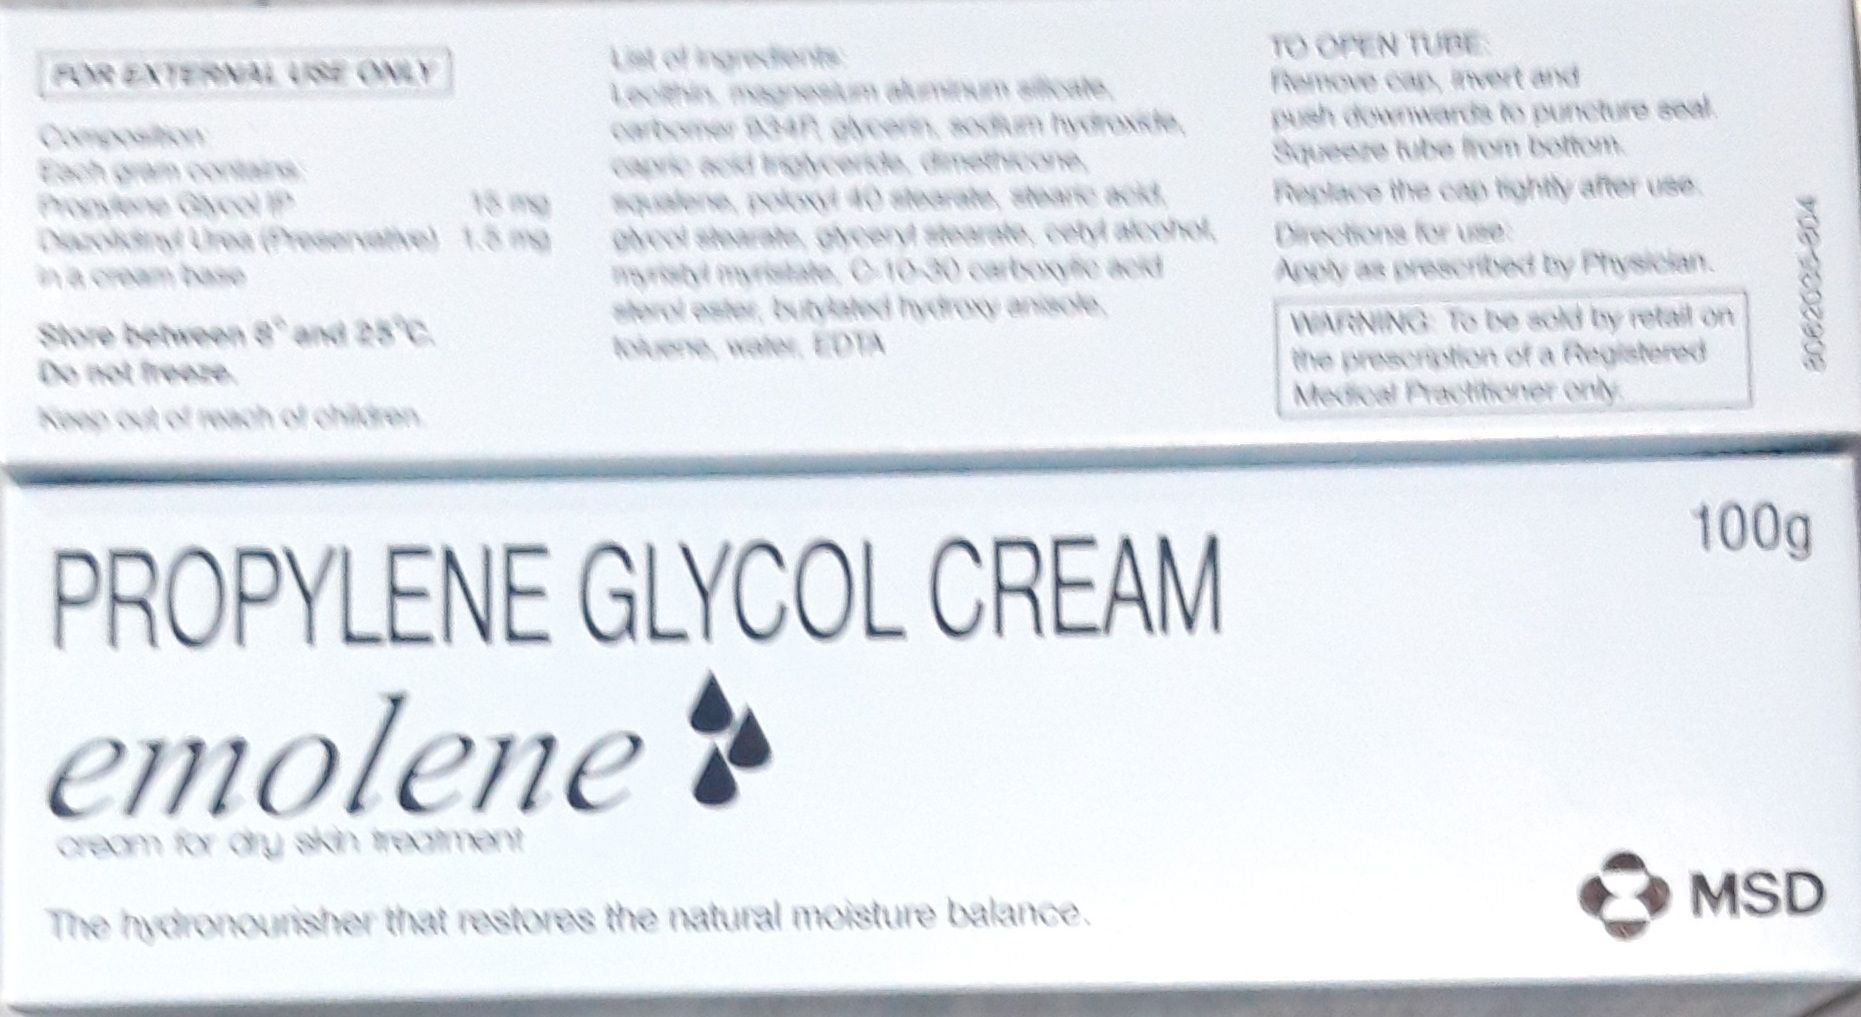 FOR EXTERNAL USE ONLY
Composition:
Each gram contains:
Propylene Glycol IP 15 mg
Diazolidinyl Urea (Preservative) 1.5 mg
in a cream base
Store between 8° and 25°C.
Do not freeze.
Keep out of reach of children.
List of ingredients:
Lecithin, magnesium aluminum silicate,
carbomer 934P, glycerin, sodium hydroxide,
capric acid triglyceride, dimethicone,
squalene, poloxyl 40 stearate, stearic acid,
glycol stearate, glyceryl stearate, cetyl alcohol,
myristyl myristate, C-10-30 carboxylic acid
sterol ester, butylated hydroxy anisole,
toluene, water, EDTA
TO OPEN TUBE:
Remove cap, invert and
push downwards to puncture seal.
Squeeze tube from bottom.
Replace the cap tightly after use.
Directions for use:
Apply as prescribed by Physician.
WARNING: To be sold by retail on
the prescription of a Registered
Medical Practitioner only.
PROPYLENE GLYCOL CREAM
100g
emolene
cream for dry skin treatment
The hydronourisher that restores the natural moisture balance.
MSD